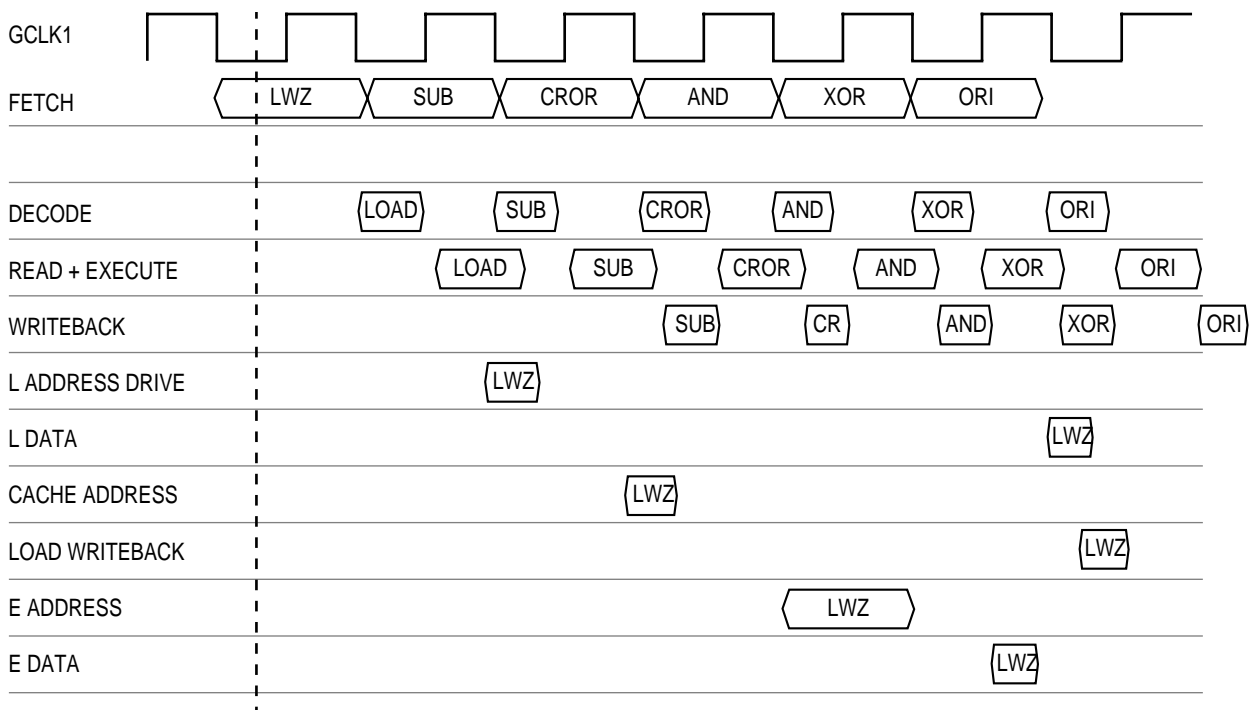 GCLK1
FETCH LWZ SUB CROR AND XOR ORI
DECODE LOAD SUB CROR AND XOR ORI
READ + EXECUTE LOAD SUB CROR AND XOR ORI
WRITEBACK SUB CR AND XOR ORI
L ADDRESS DRIVE LWZ
L DATA LWZ
CACHE ADDRESS LWZ
LOAD WRITEBACK LWZ
E ADDRESS LWZ
E DATA LWZ